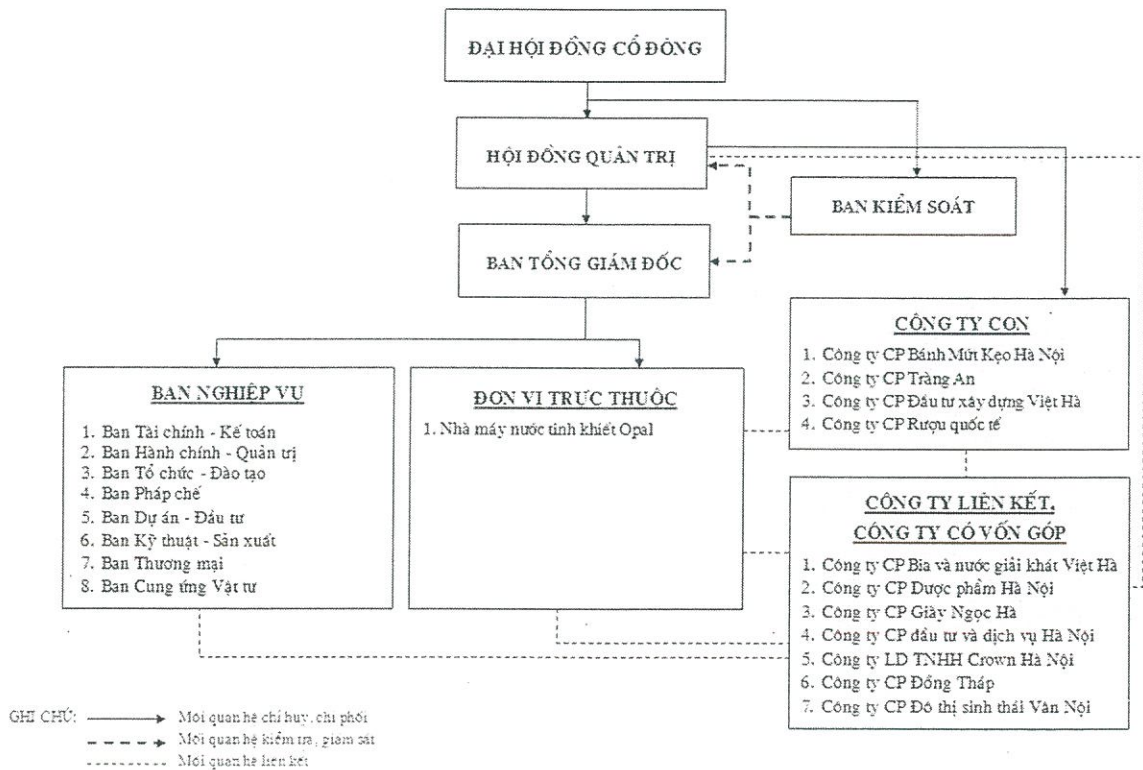 ĐẠI HỘI ĐỒNG CỔ ĐÔNG
HỘI ĐỒNG QUẢN TRỊ
BAN KIỂM SOÁT
BAN TỔNG GIÁM ĐỐC
BAN NGHIỆP VỤ
1. Ban Tài chính - Kế toán
2. Ban Hành chính - Quản trị
3. Ban Tổ chức - Đào tạo
4. Ban Pháp chế
5. Ban Dự án - Đầu tư
6. Ban Kỹ thuật - Sản xuất
7. Ban Thương mại
8. Ban Cung ứng Vật tư
ĐƠN VỊ TRỰC THUỘC
1. Nhà máy nước tinh khiết Opal
CÔNG TY CON
1. Công ty CP Bánh Mứt Kẹo Hà Nội
2. Công ty CP Tràng An
3. Công ty CP Đầu tư xây dựng Việt Hà
4. Công ty CP Rượu quốc tế
CÔNG TY LIÊN KẾT,
CÔNG TY CÓ VỐN GÓP
1. Công ty CP Bia và nước giải khát Việt Hà
2. Công ty CP Dược phẩm Hà Nội
3. Công ty CP Giày Ngọc Hà
4. Công ty CP đầu tư và dịch vụ Hà Nội
5. Công ty LD TNHH Crown Hà Nội
6. Công ty CP Đồng Tháp
7. Công ty CP Đô thị sinh thái Vân Nội
GHI CHÚ: Mối quan hệ chỉ huy, chi phối
Mối quan hệ kiểm tra, giám sát
Mối quan hệ liên kết